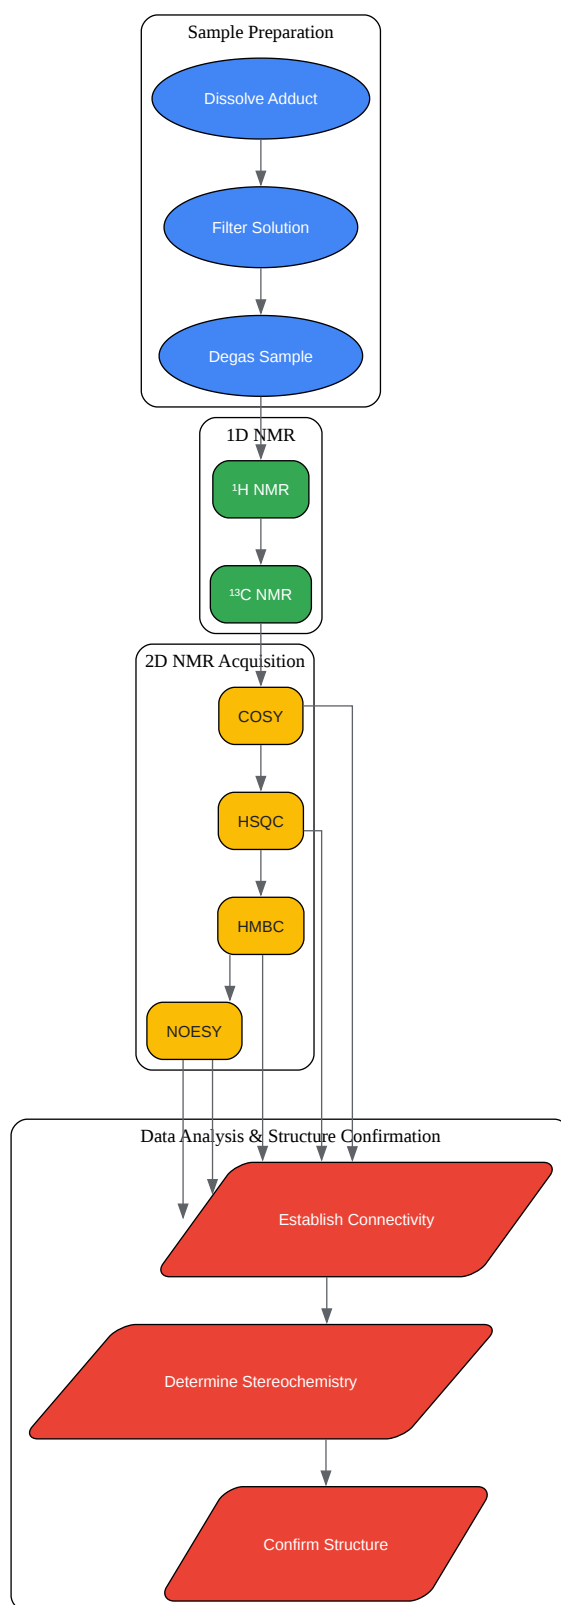 Sample Preparation
Dissolve Adduct
Filter Solution
Degas Sample
1D NMR
¹H NMR
¹³C NMR
2D NMR Acquisition
COSY
HSQC
HMBC
NOESY
Data Analysis & Structure Confirmation
Establish Connectivity
Determine Stereochemistry
Confirm Structure